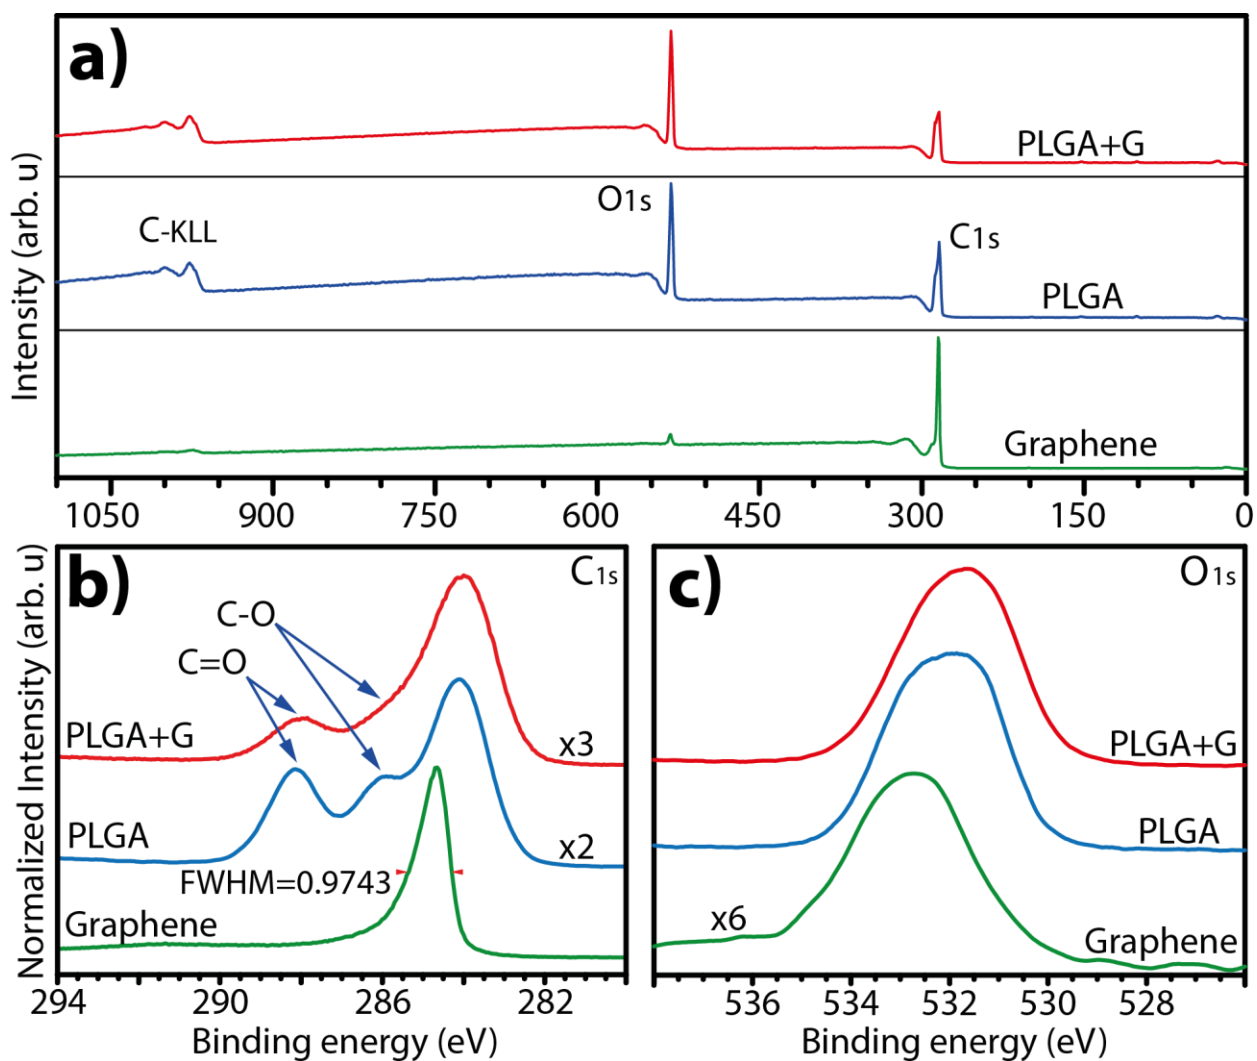 a)
PLGA+G
O1s
C-KLL
C1s
PLGA
Graphene
Intensity (arb. u)
1050 900 750 600 450 300 150 0
b)
C1s
C-O
C=O
PLGA+G
x3
PLGA
x2
FWHM=0.9743
Graphene
Normalized Intensity (arb. u)
294 290 286 282
Binding energy (eV)
c)
O1s
PLGA+G
PLGA
x6
Graphene
536 534 532 530 528
Binding energy (eV)